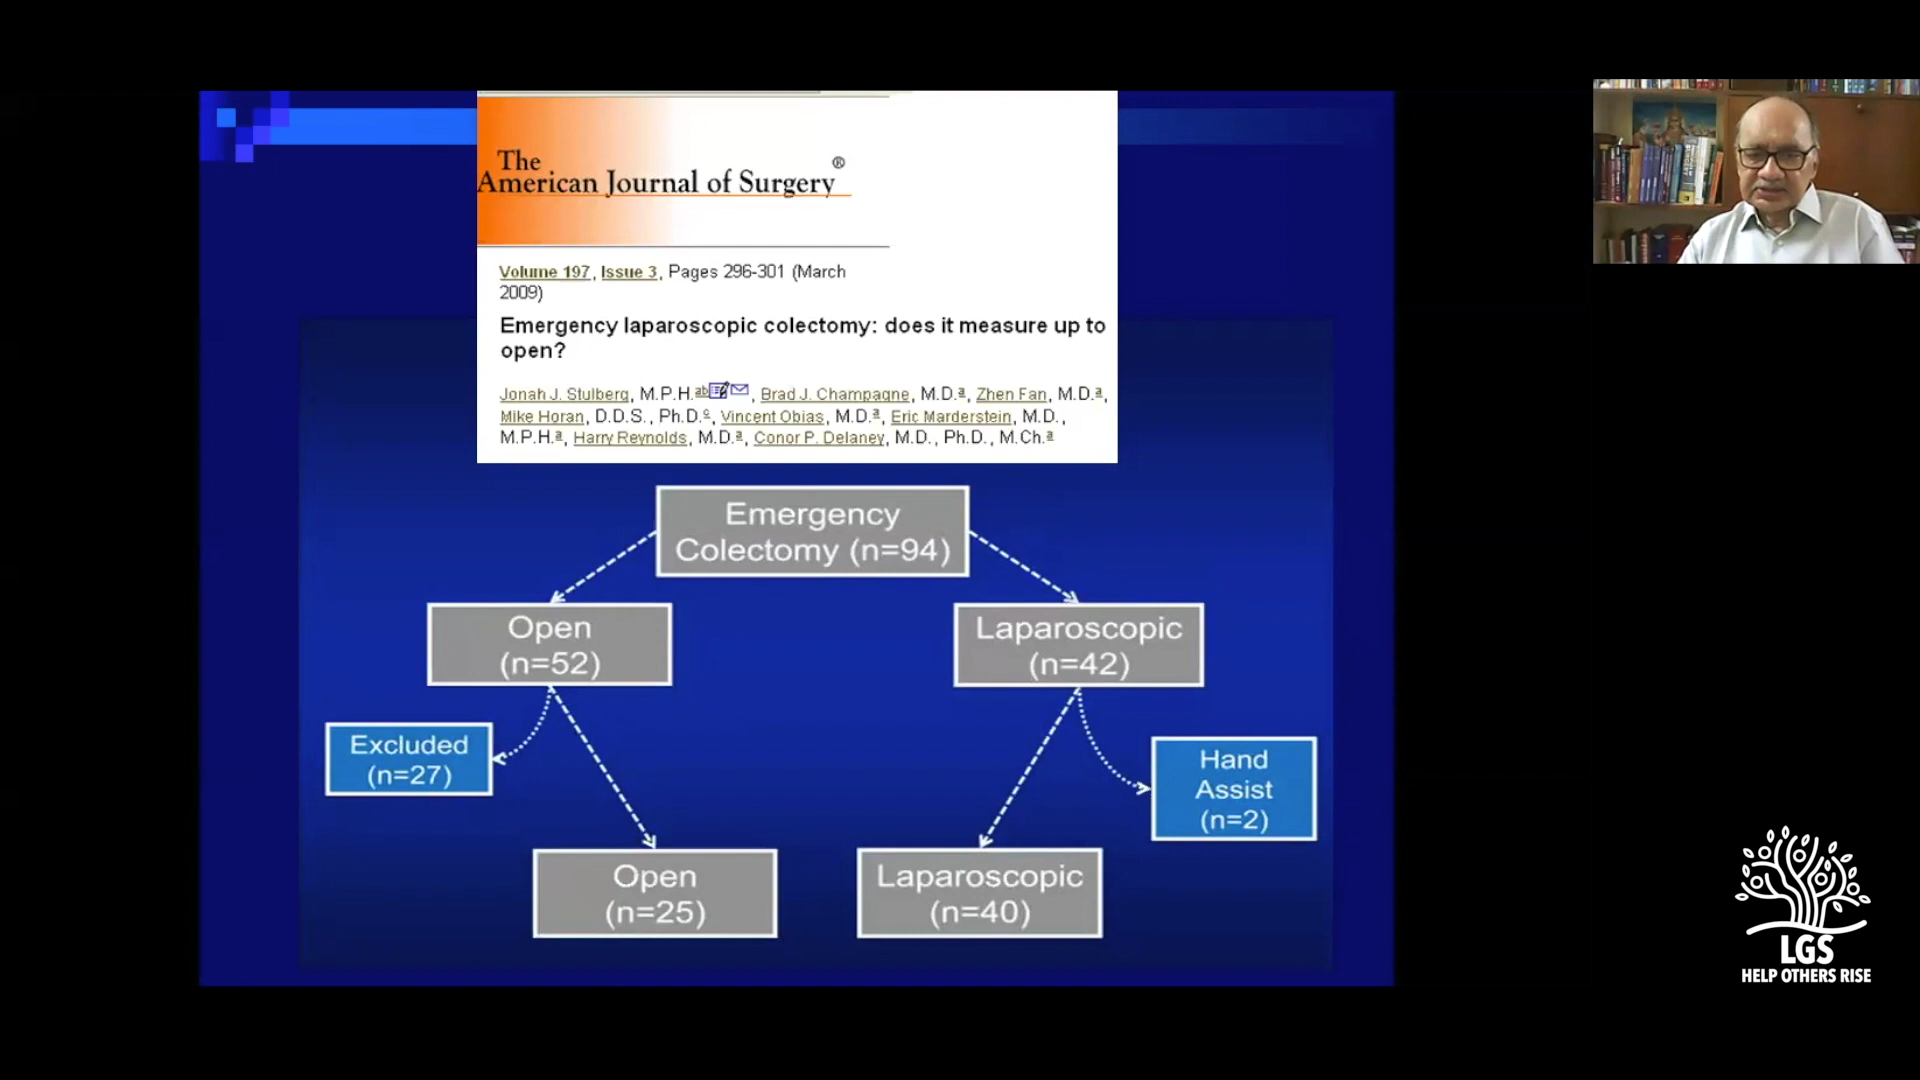 The
American Journal of Surgery®
Volume 197, Issue 3, Pages 296-301 (March
2009)
Emergency laparoscopic colectomy: does it measure up to
open?
Jonah J. Stulberg, M.P.H.ab, Brad J. Champagne, M.D.a, Zhen Fan, M.D.a,
Mike Horan, D.D.S., Ph.D.c, Vincent Obias, M.D.a, Eric Marderstein, M.D.,
M.P.H.a, Harry Reynolds, M.D.a, Conor P. Delaney, M.D., Ph.D., M.Ch.a
Emergency
Colectomy (n=94)
Open
(n=52)
Laparoscopic
(n=42)
Excluded
(n=27)
Hand
Assist
(n=2)
Open
(n=25)
Laparoscopic
(n=40)
LGS
HELP OTHERS RISE